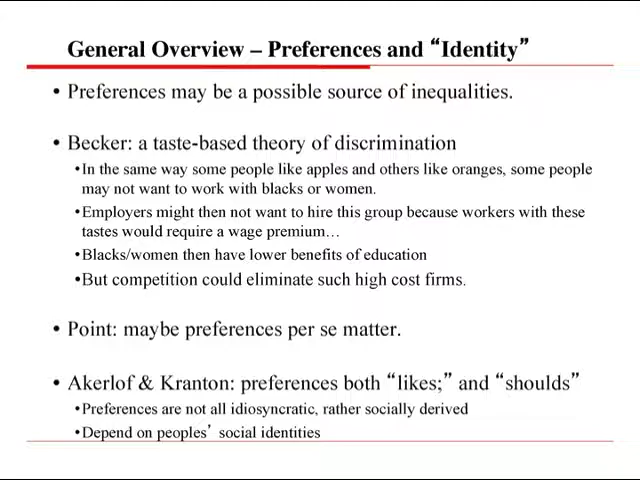 General Overview – Preferences and “Identity”
• Preferences may be a possible source of inequalities.
• Becker: a taste-based theory of discrimination
•In the same way some people like apples and others like oranges, some people
may not want to work with blacks or women.
•Employers might then not want to hire this group because workers with these
tastes would require a wage premium…
•Blacks/women then have lower benefits of education
•But competition could eliminate such high cost firms.
• Point: maybe preferences per se matter.
• Akerlof & Kranton: preferences both “likes;” and “shoulds”
•Preferences are not all idiosyncratic, rather socially derived
•Depend on peoples’ social identities